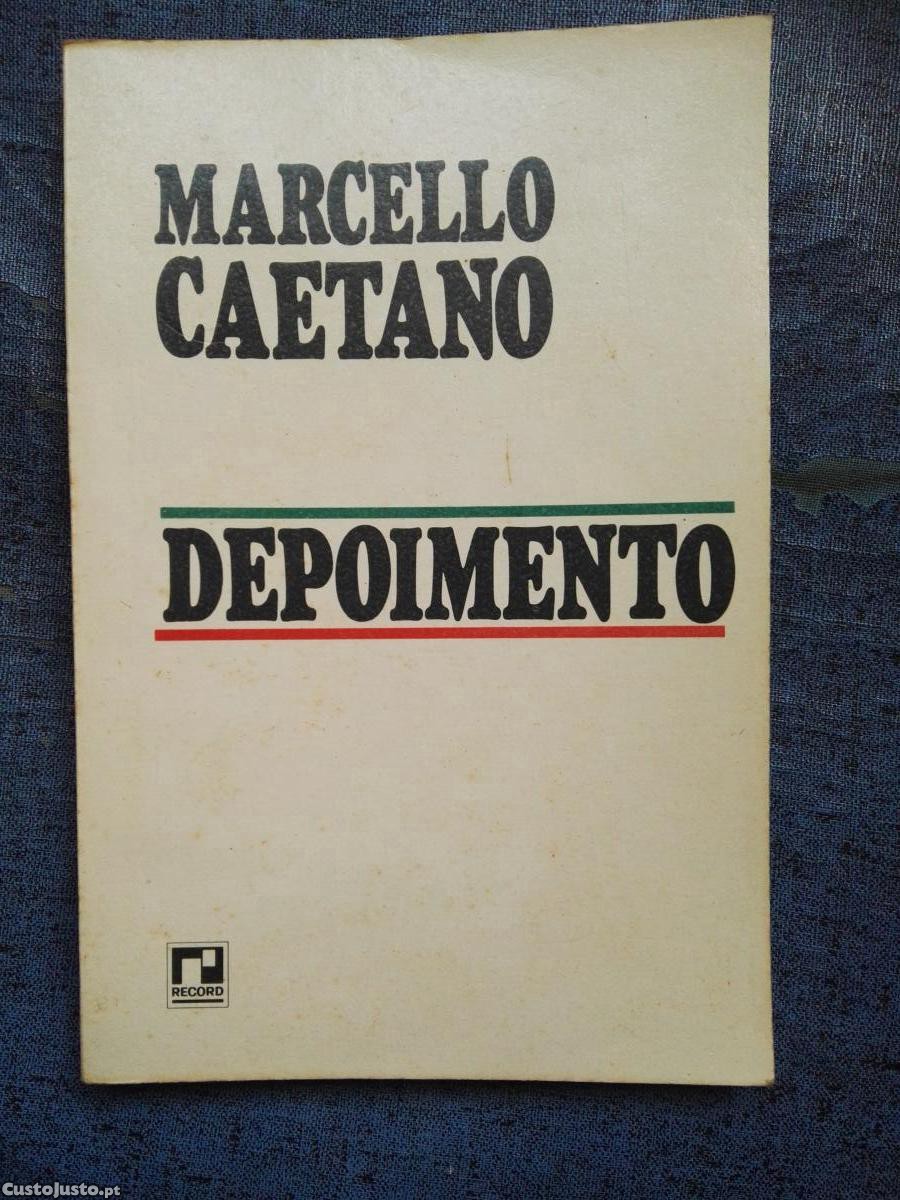 MARCELLO
CAETANO
DEPOIMENTO
RECORD
CustoJusto.pt